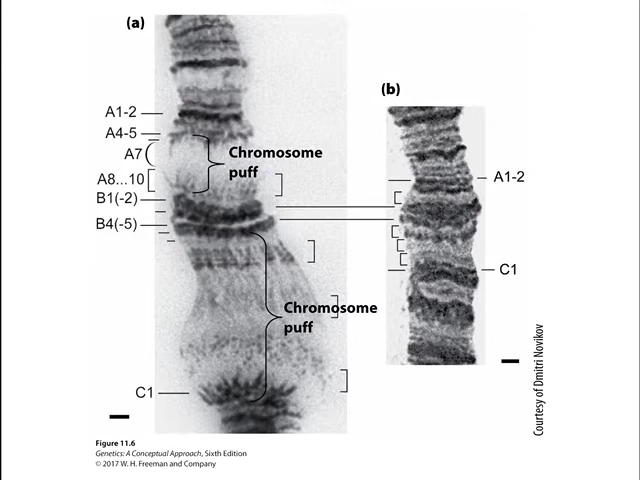 (a)
A1-2
A4-5
A7
A8...10
B1(-2)
B4(-5)
Chromosome
puff
Chromosome
puff
C1
(b)
A1-2
C1
Courtesy of Dmitri Novikov
Figure 11.6
Genetics: A Conceptual Approach, Sixth Edition
© 2017 W. H. Freeman and Company